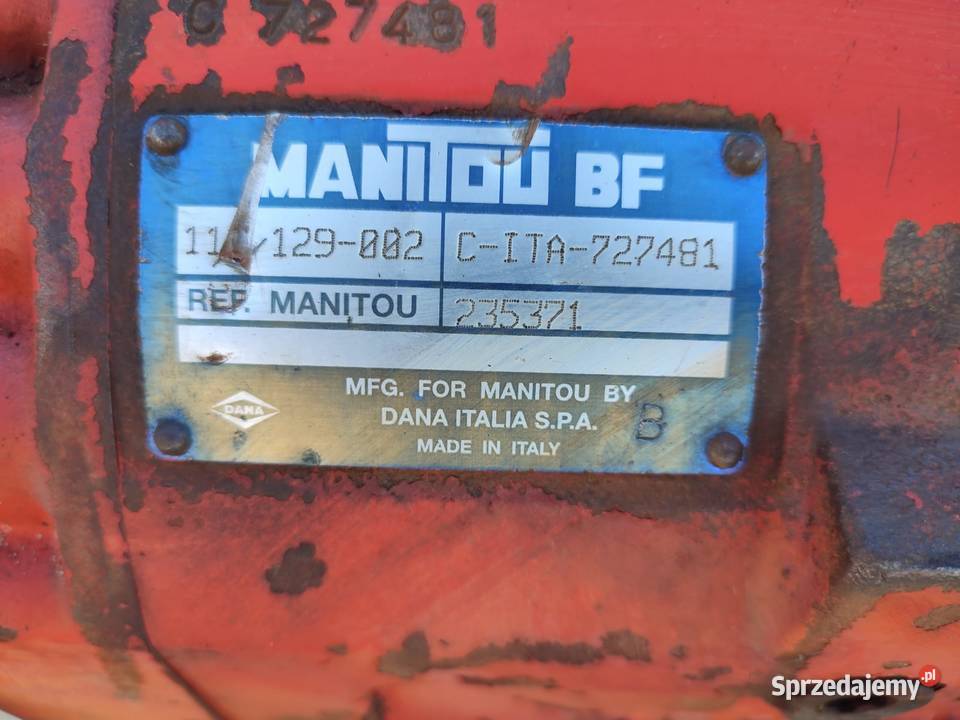 C 727481
MANITOU BF
129-002 C-ITA-727481
REF. MANITOU 235371
MFG. FOR MANITOU BY
DANA
DANA ITALIA S.P.A. B
MADE IN ITALY
Sprzedajemy.pl